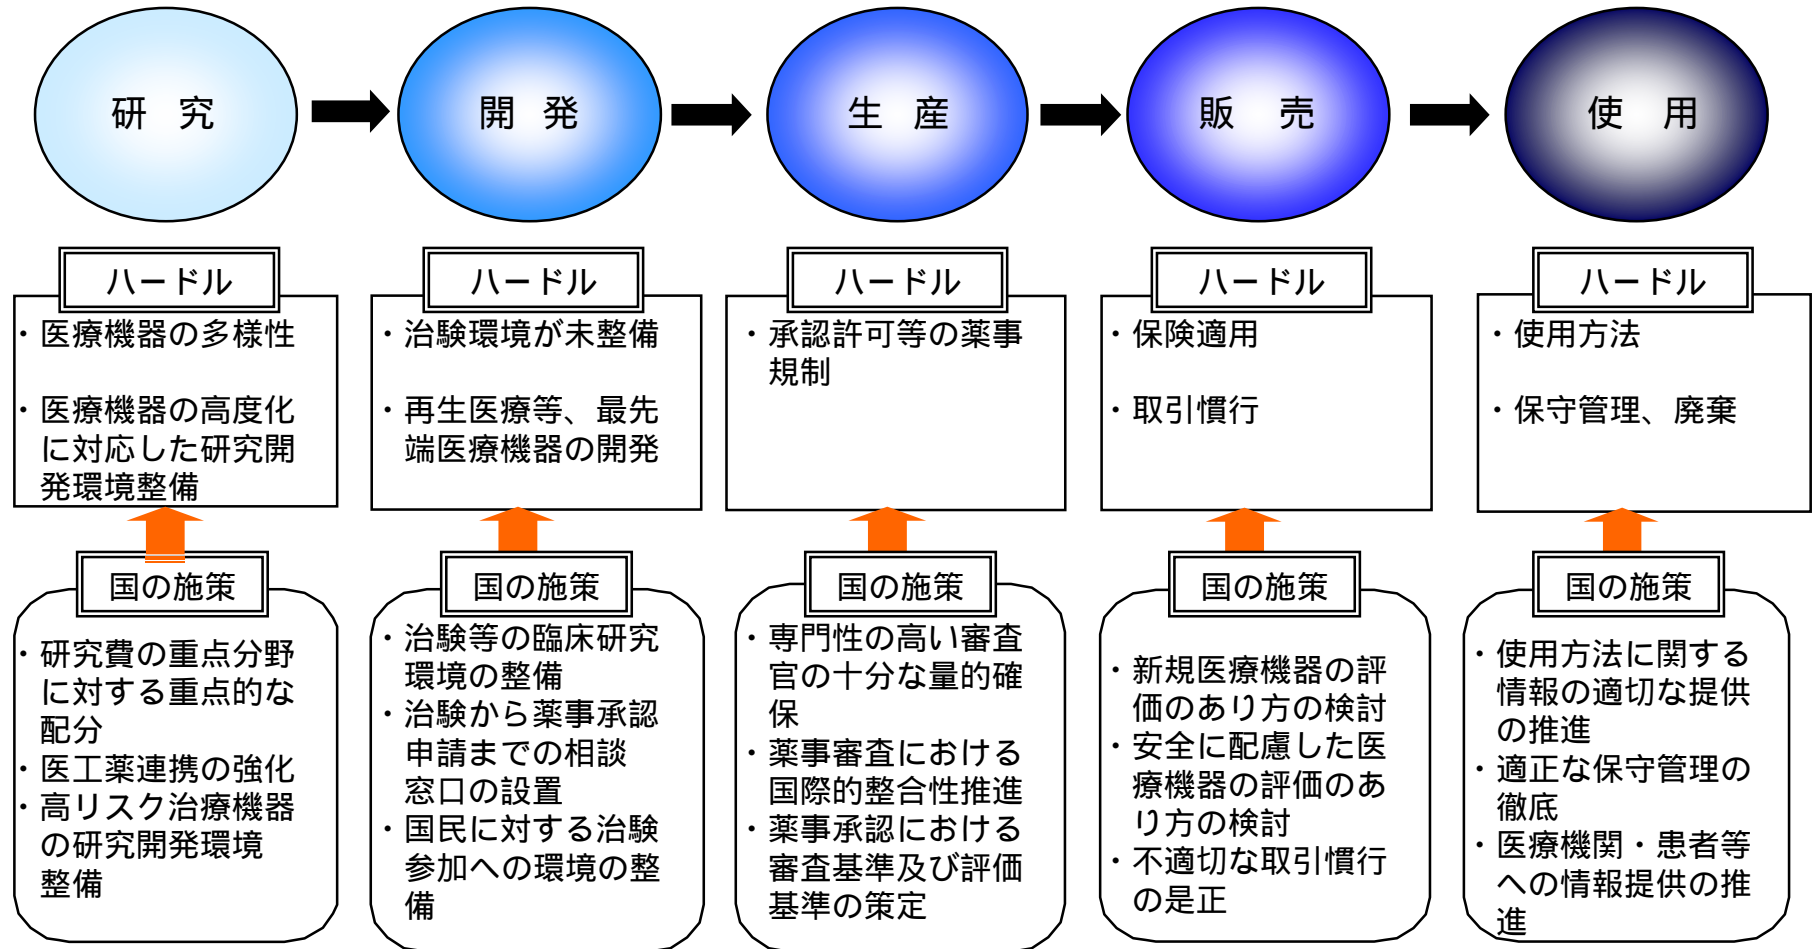 研 究
開 発
生 産
販 売
使 用
ハードル
・医療機器の多様性
・医療機器の高度化
に対応した研究開
発環境整備
ハードル
・治験環境が未整備
・再生医療等、最先
端医療機器の開発
ハードル
・承認許可等の薬事
規制
ハードル
・保険適用
・取引慣行
ハードル
・使用方法
・保守管理、廃棄
国の施策
・研究費の重点分野
に対する重点的な
配分
・医工薬連携の強化
・高リスク治療機器
の研究開発環境
整備
国の施策
・治験等の臨床研究
環境の整備
・治験から薬事承認
申請までの相談
窓口の設置
・国民に対する治験
参加への環境の整
備
国の施策
・専門性の高い審査
官の十分な量的確
保
・薬事審査における
国際的整合性推進
・薬事承認における
審査基準及び評価
基準の策定
国の施策
・新規医療機器の評
価のあり方の検討
・安全に配慮した医
療機器の評価のあ
り方の検討
・不適切な取引慣行
の是正
国の施策
・使用方法に関する
情報の適切な提供
の推進
・適正な保守管理の
徹底
・医療機関・患者等
への情報提供の推
進